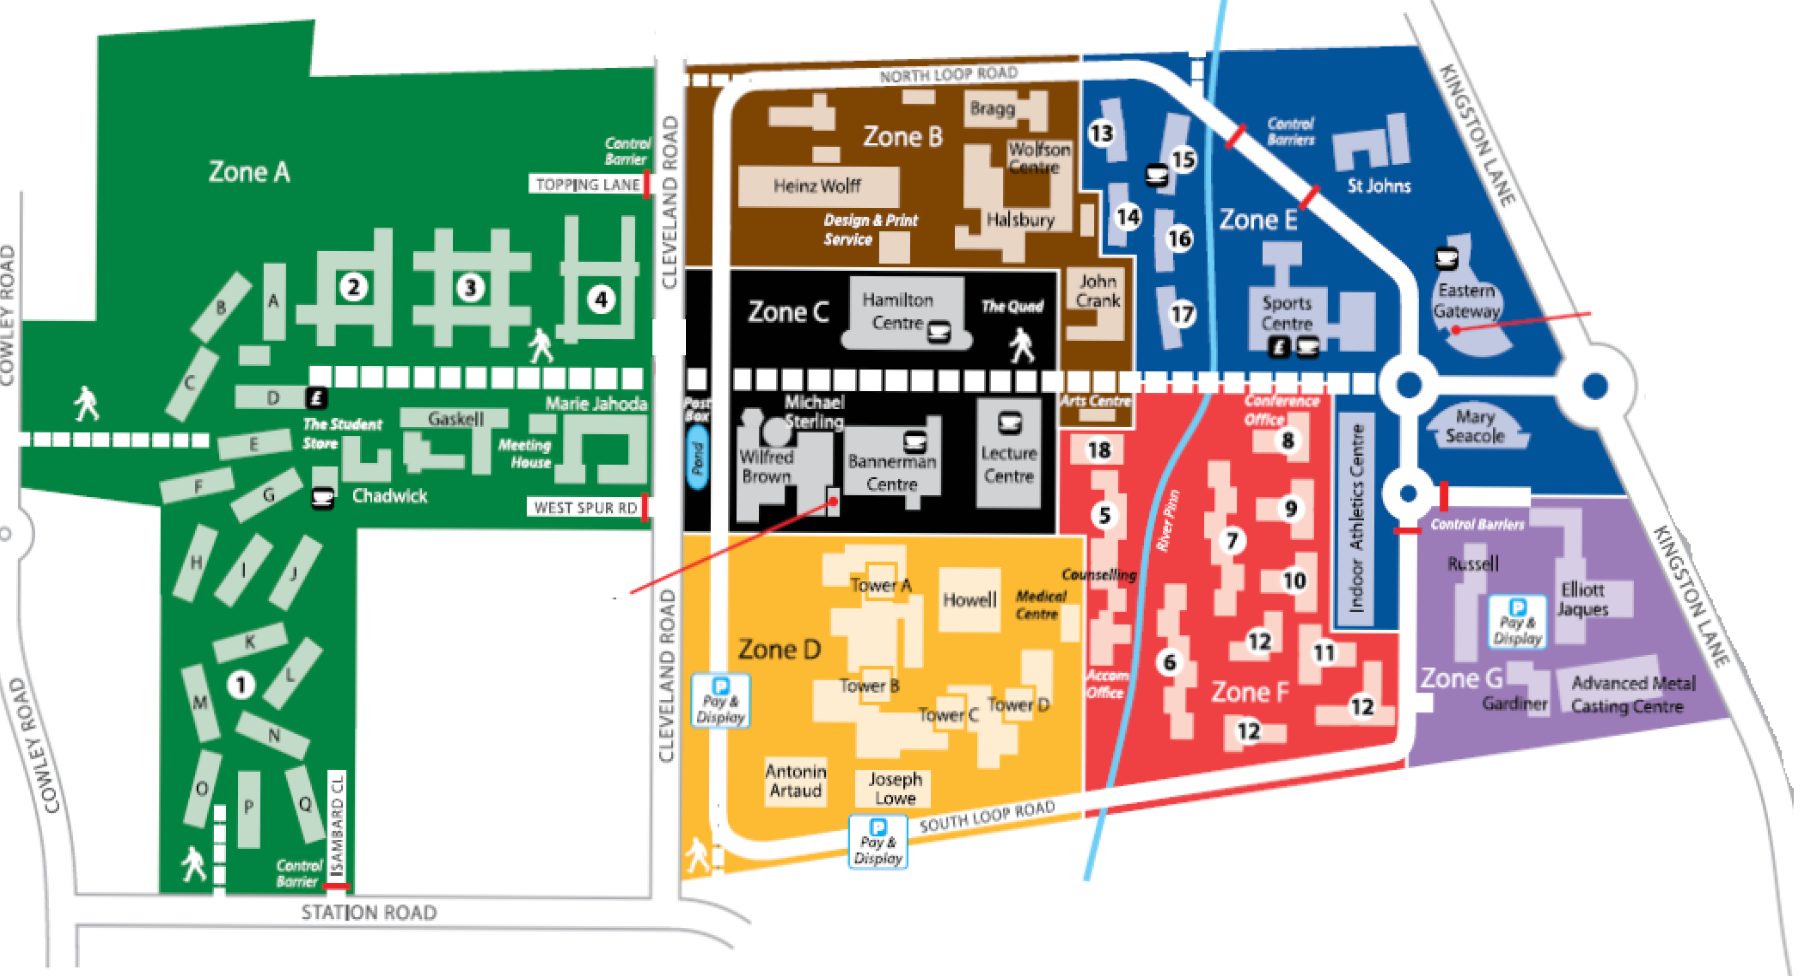 NORTH LOOP ROAD
Zone A
Control
Barrier
TOPPING LANE
CLEVELAND ROAD
COWLEY ROAD
B
A
2
3
4
C
D
£
The Student
Store
Gaskell
Marie Jahoda
Meeting
House
Chadwick
WEST SPUR RD
E
F
G
H
I
J
K
L
M
1
N
O
P
Q
ISAMBARD CL
Control
Barrier
COWLEY ROAD
STATION ROAD
CLEVELAND ROAD
Zone B
Bragg
Wolfson
Centre
Heinz Wolff
Halsbury
Design & Print
Service
John
Crank
Arts Centre
Zone C
Hamilton
Centre
The Quad
Post
Box
Pond
Michael
Sterling
Wilfred
Brown
Bannerman
Centre
Lecture
Centre
Zone D
Tower A
Howell
Medical
Centre
Tower B
Tower C
Tower D
Antonin
Artaud
Joseph
Lowe
P
Pay &
Display
P
Pay &
Display
SOUTH LOOP ROAD
13
15
14
16
17
Zone E
Control
Barriers
St Johns
KINGSTON LANE
Sports
Centre
£
Eastern
Gateway
Mary
Seacole
Indoor Athletics Centre
Conference
Office
8
18
5
7
9
10
River Pinn
Counselling
12
11
6
Accom
Office
Zone F
12
12
Control Barriers
Russell
Elliott
Jaques
P
Pay &
Display
Zone G
Gardiner
Advanced Metal
Casting Centre
KINGSTON LANE